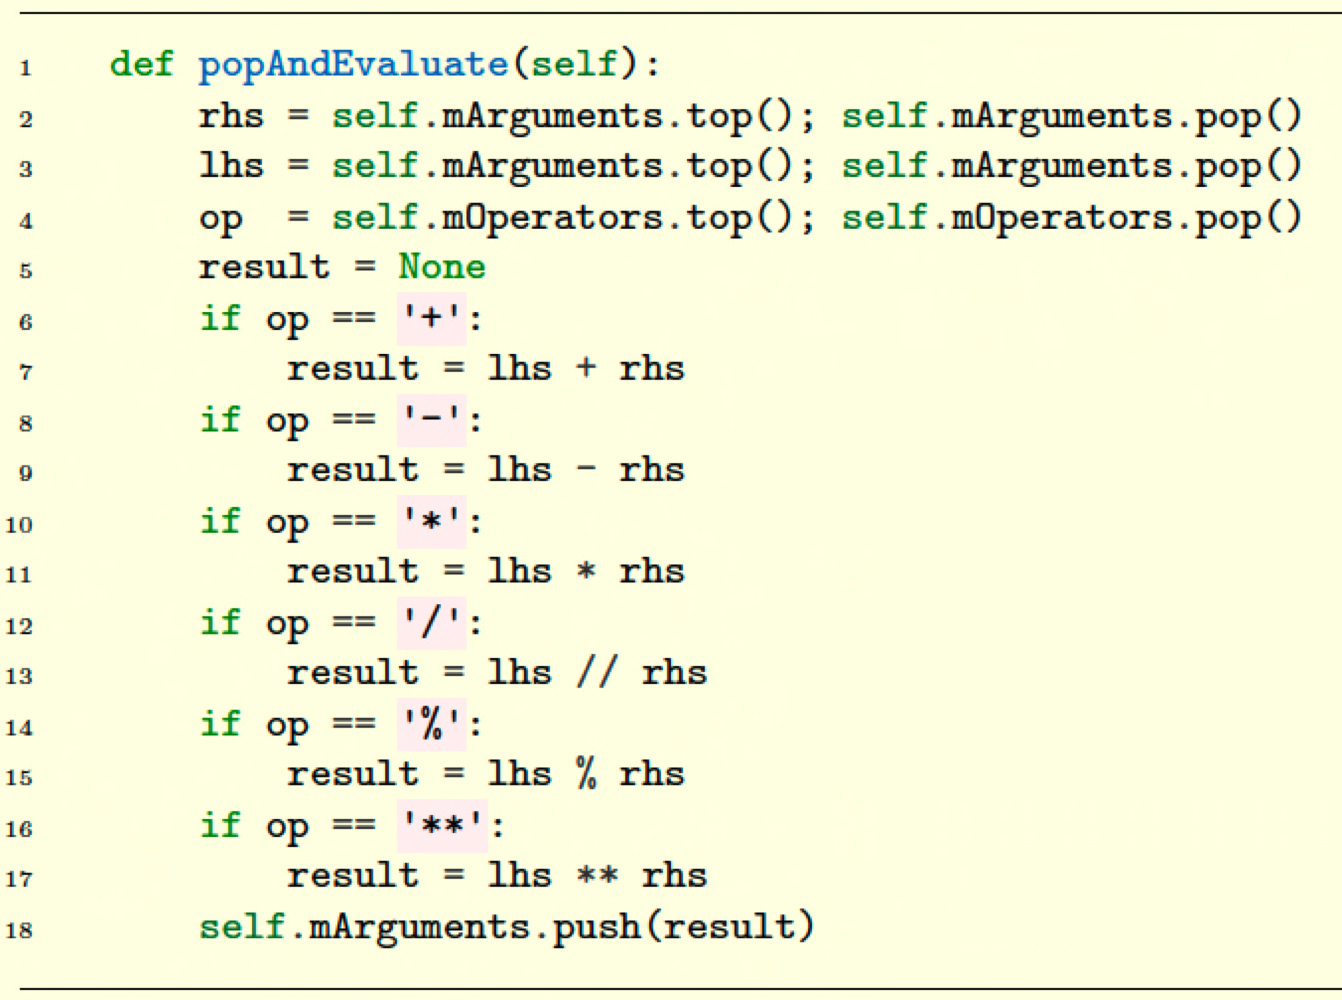 1 def popAndEvaluate(self):
2 rhs = self.mArguments.top(); self.mArguments.pop()
3 lhs = self.mArguments.top(); self.mArguments.pop()
4 op  = self.mOperators.top(); self.mOperators.pop()
5 result = None
6 if op == '+':
7 result = lhs + rhs
8 if op == '-':
9 result = lhs - rhs
10 if op == '*':
11 result = lhs * rhs
12 if op == '/':
13 result = lhs // rhs
14 if op == '%':
15 result = lhs % rhs
16 if op == '**':
17 result = lhs ** rhs
18 self.mArguments.push(result)